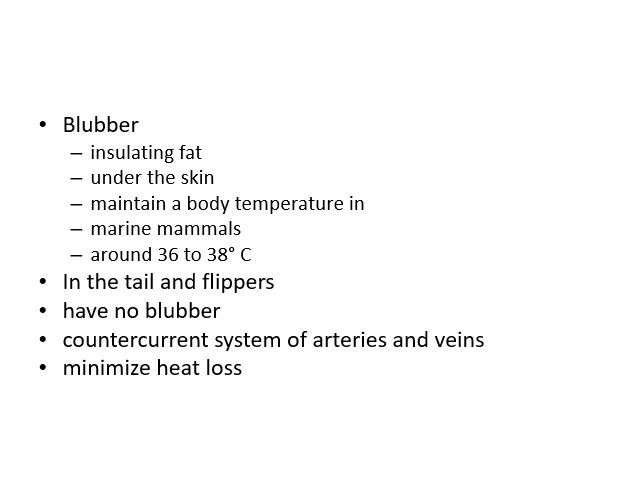 • Blubber
– insulating fat
– under the skin
– maintain a body temperature in
– marine mammals
– around 36 to 38° C
• In the tail and flippers
• have no blubber
• countercurrent system of arteries and veins
• minimize heat loss